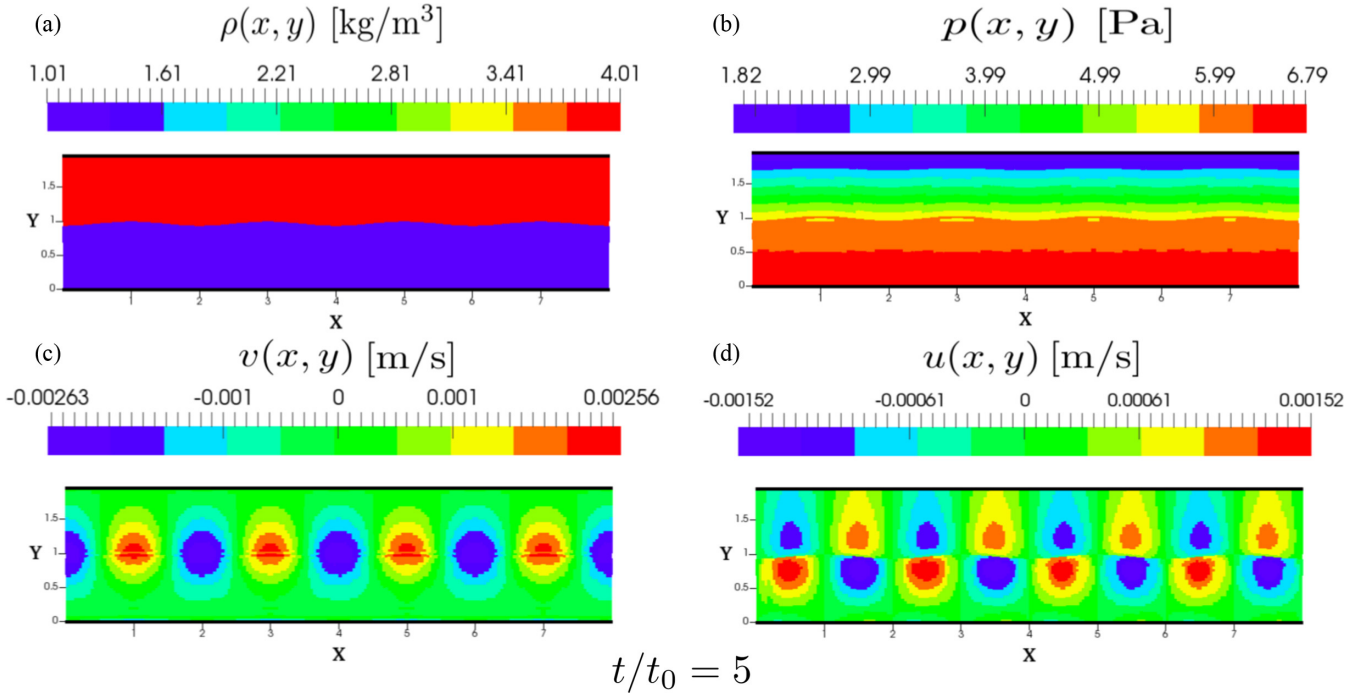 (a) ρ(x, y) [kg/m³]
1.01 1.61 2.21 2.81 3.41 4.01
1.5
Y 1
0.5
0
1 2 3 4 5 6 7
X
(b) p(x, y) [Pa]
1.82 2.99 3.99 4.99 5.99 6.79
1.5
Y 1
0.5
0
1 2 3 4 5 6 7
X
(c) v(x, y) [m/s]
-0.00263 -0.001 0 0.001 0.00256
1.5
Y 1
0.5
0
1 2 3 4 5 6 7
X
(d) u(x, y) [m/s]
-0.00152 -0.00061 0 0.00061 0.00152
1.5
Y 1
0.5
0
1 2 3 4 5 6 7
X
t/t₀ = 5